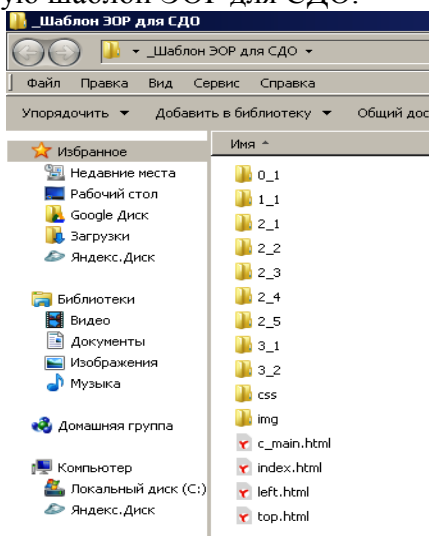 ую шаблон ЭОР для СДО.
_Шаблон ЭОР для СДО
_Шаблон ЭОР для СДО
Файл Правка Вид Сервис Справка
Упорядочить Добавить в библиотеку Общий дос
Избранное
Недавние места
Рабочий стол
Google Диск
Загрузки
Яндекс.Диск
Библиотеки
Видео
Документы
Изображения
Музыка
Домашняя группа
Компьютер
Локальный диск (C:)
Яндекс.Диск
Имя
0_1
1_1
2_1
2_2
2_3
2_4
2_5
3_1
3_2
css
img
c_main.html
index.html
left.html
top.html